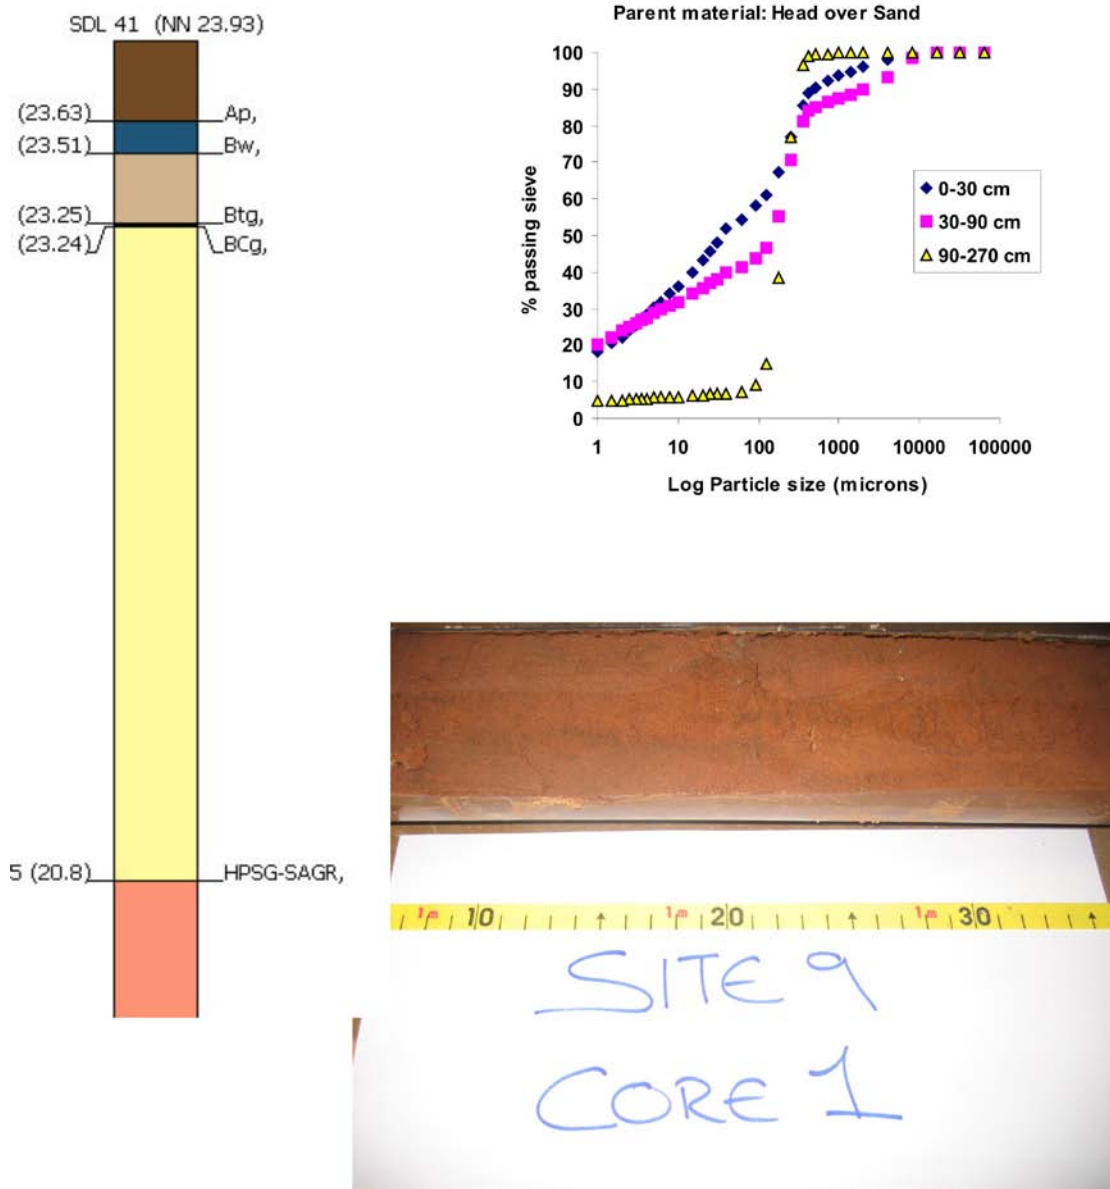 SDL 41 (NN 23.93)
(23.63) Ap,
(23.51) Bw,
(23.25) Btg,
(23.24) BCg,
5 (20.8) HPSG-SAGR,
Parent material: Head over Sand
% passing sieve
100
90
80
70
60
50
40
30
20
10
0
1 10 100 1000 10000 100000
Log Particle size (microns)
0-30 cm
30-90 cm
90-270 cm
1m 10 1m 20 1m 30
SITE 9
CORE 1